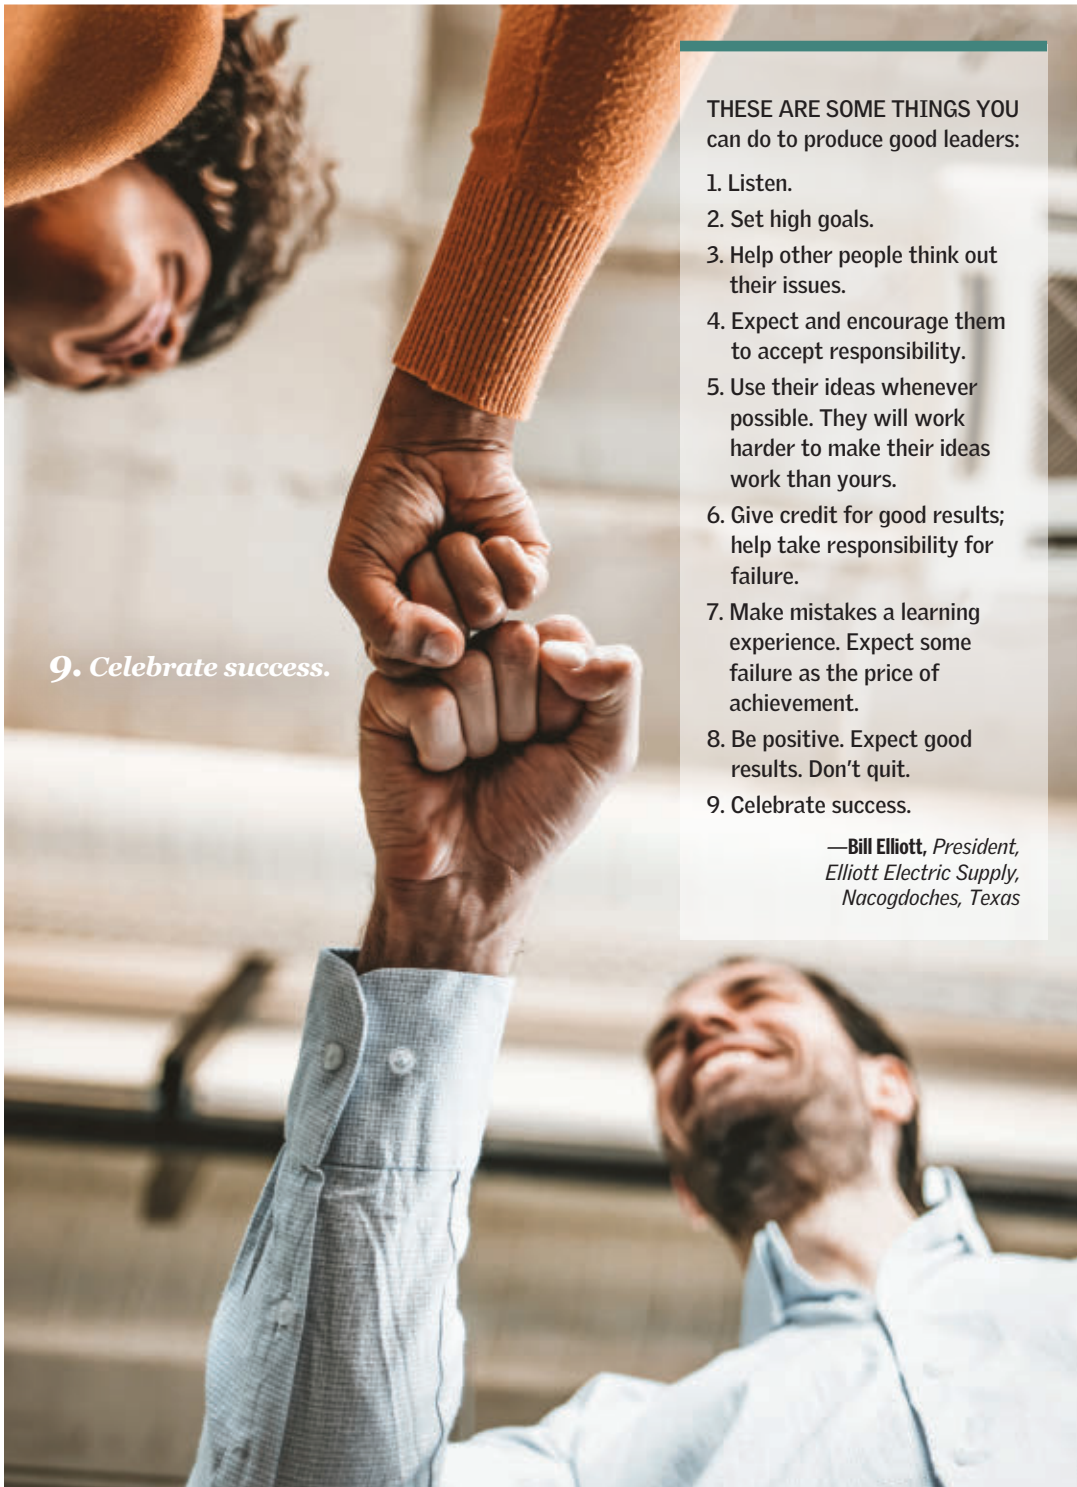 THESE ARE SOME THINGS YOU
can do to produce good leaders:
1. Listen.
2. Set high goals.
3. Help other people think out
their issues.
4. Expect and encourage them
to accept responsibility.
5. Use their ideas whenever
possible. They will work
harder to make their ideas
work than yours.
6. Give credit for good results;
help take responsibility for
failure.
7. Make mistakes a learning
experience. Expect some
failure as the price of
achievement.
8. Be positive. Expect good
results. Don’t quit.
9. Celebrate success.
—Bill Elliott, President,
Elliott Electric Supply,
Nacogdoches, Texas
9. Celebrate success.